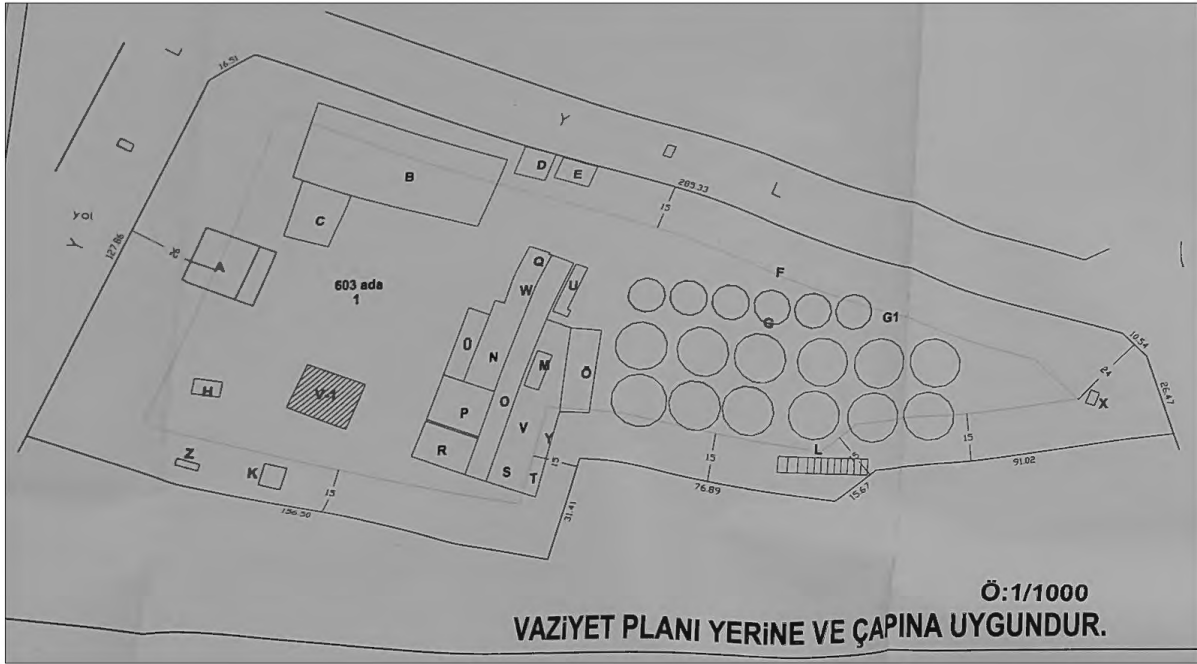 16.51
L
Y
O
yol
Y
127.86
26
A
B
C
D
E
285.33
15
L
603 ada
1
Q
W
U
F
G
G1
10.54
24
26.47
X
Ü
N
M
Ö
H
V-1
P
O
V
Y
R
S
T
15
L
5
15
15
91.02
Z
K
15
156.50
31.41
76.89
15.67
Ö:1/1000
VAZİYET PLANI YERİNE VE ÇAPINA UYGUNDUR.